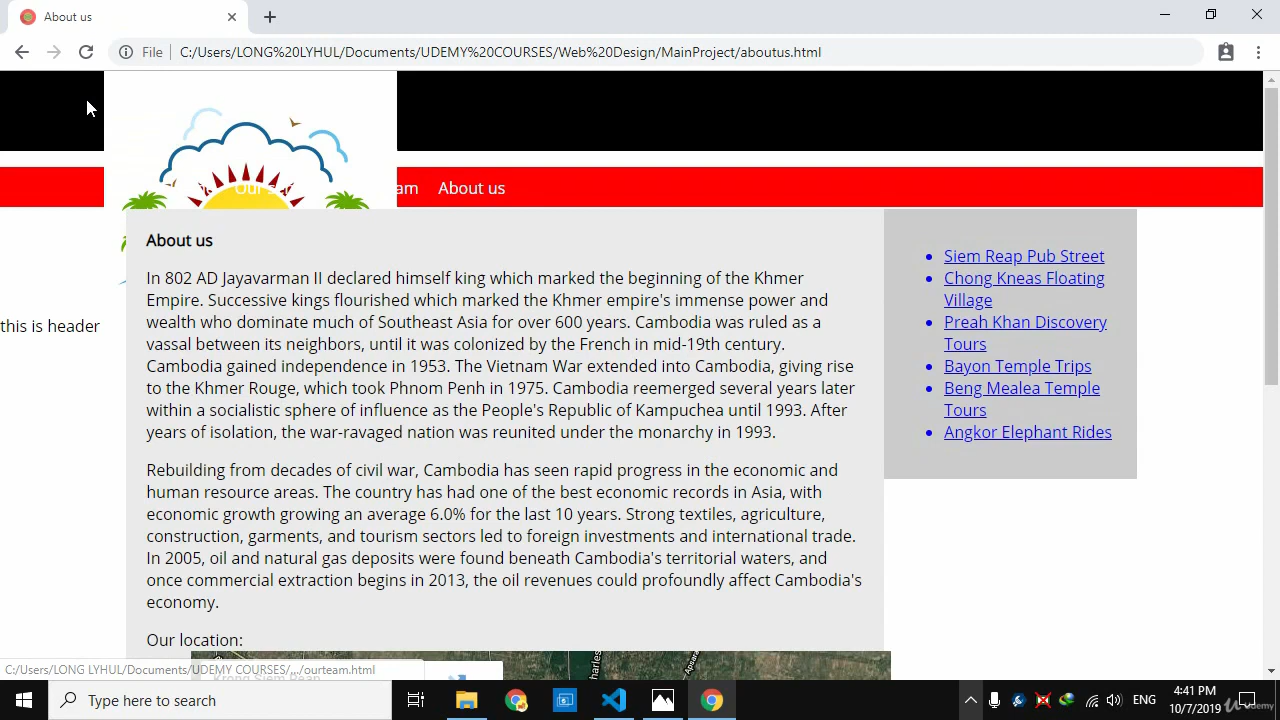 About us
File
C:/Users/LONG%20LYHUL/Documents/UDEMY%20COURSES/Web%20Design/MainProject/aboutus.html
About us
this is header
About us
In 802 AD Jayavarman II declared himself king which marked the beginning of the Khmer
Empire. Successive kings flourished which marked the Khmer empire's immense power and
wealth who dominate much of Southeast Asia for over 600 years. Cambodia was ruled as a
vassal between its neighbors, until it was colonized by the French in mid-19th century.
Cambodia gained independence in 1953. The Vietnam War extended into Cambodia, giving rise
to the Khmer Rouge, which took Phnom Penh in 1975. Cambodia reemerged several years later
within a socialistic sphere of influence as the People's Republic of Kampuchea until 1993. After
years of isolation, the war-ravaged nation was reunited under the monarchy in 1993.
Rebuilding from decades of civil war, Cambodia has seen rapid progress in the economic and
human resource areas. The country has had one of the best economic records in Asia, with
economic growth growing an average 6.0% for the last 10 years. Strong textiles, agriculture,
construction, garments, and tourism sectors led to foreign investments and international trade.
In 2005, oil and natural gas deposits were found beneath Cambodia's territorial waters, and
once commercial extraction begins in 2013, the oil revenues could profoundly affect Cambodia's
economy.
Our location:
Siem Reap Pub Street
Chong Kneas Floating
Village
Preah Khan Discovery
Tours
Bayon Temple Trips
Beng Mealea Temple
Tours
Angkor Elephant Rides
Krong Siem Reap
C:/Users/LONG LYHUL/Documents/UDEMY COURSES/.../ourteam.html
Type here to search
ENG
4:41 PM
10/7/2019
Udemy